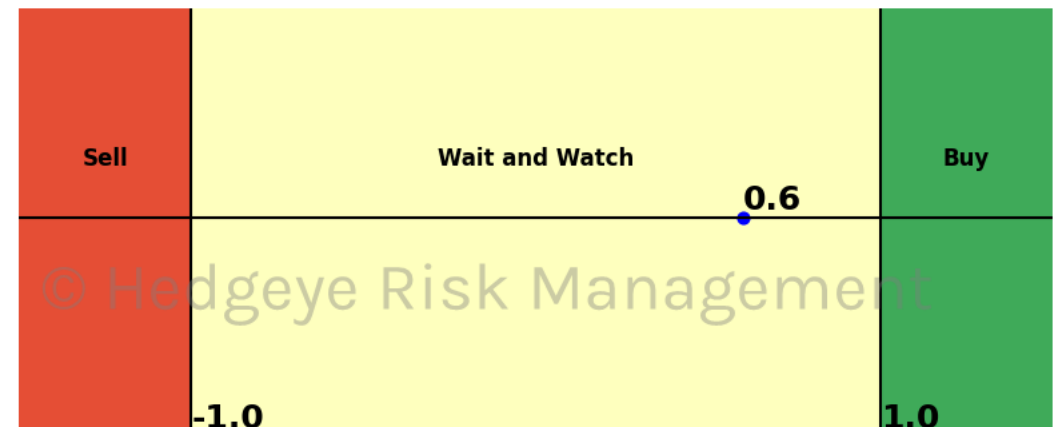 Sell
Wait and Watch
Buy
0.6
© Hedgeye Risk Management
-1.0
1.0